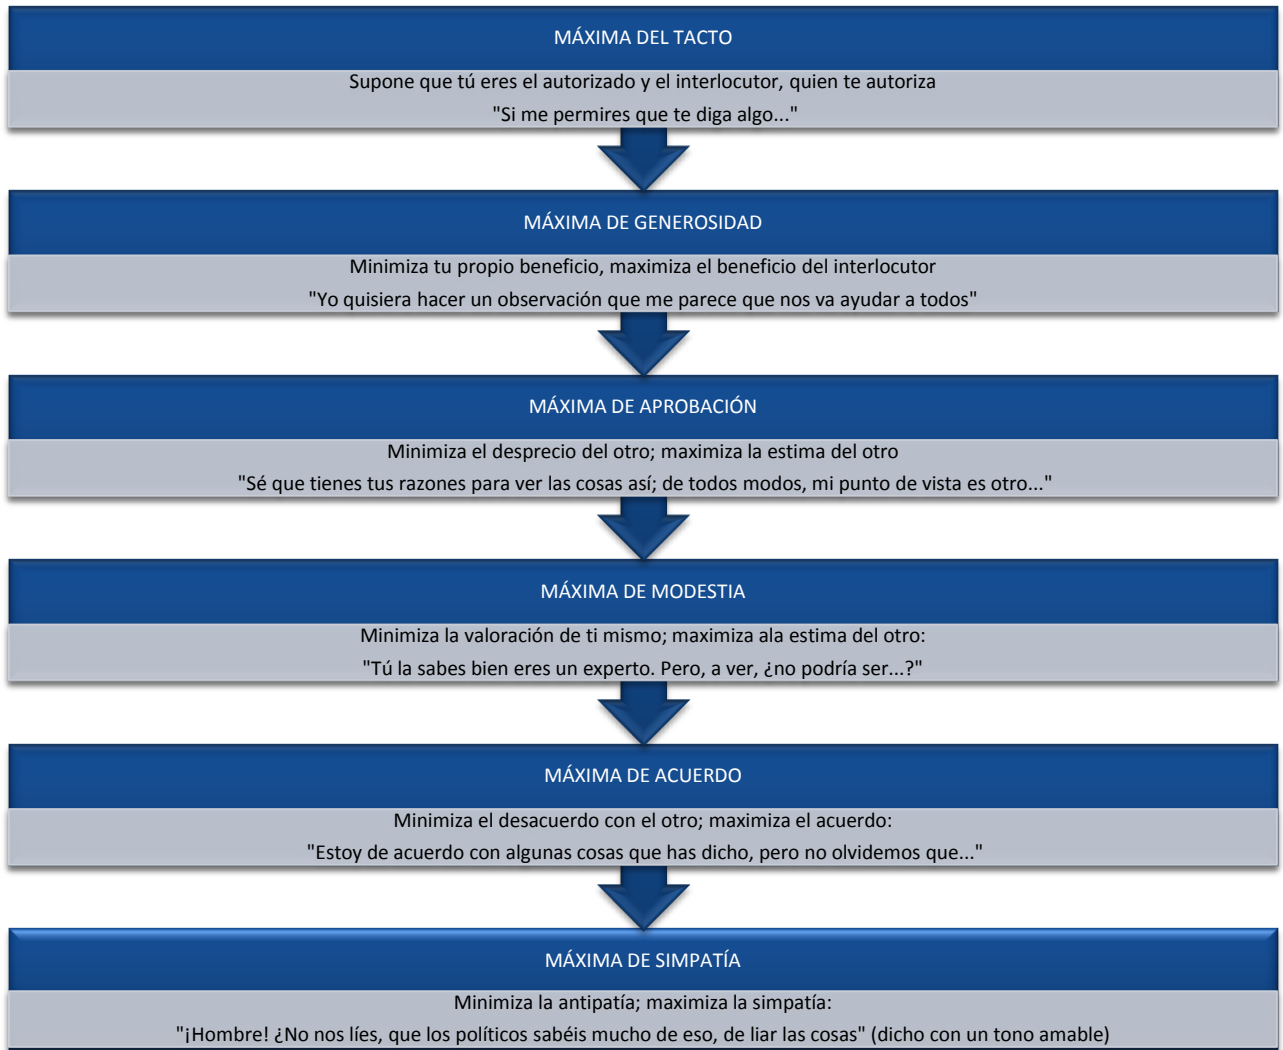 MÁXIMA DEL TACTO
Supone que tú eres el autorizado y el interlocutor, quien te autoriza
"Si me permires que te diga algo..."
MÁXIMA DE GENEROSIDAD
Minimiza tu propio beneficio, maximiza el beneficio del interlocutor
"Yo quisiera hacer un observación que me parece que nos va ayudar a todos"
MÁXIMA DE APROBACIÓN
Minimiza el desprecio del otro; maximiza la estima del otro
"Sé que tienes tus razones para ver las cosas así; de todos modos, mi punto de vista es otro..."
MÁXIMA DE MODESTIA
Minimiza la valoración de ti mismo; maximiza ala estima del otro:
"Tú la sabes bien eres un experto. Pero, a ver, ¿no podría ser...?"
MÁXIMA DE ACUERDO
Minimiza el desacuerdo con el otro; maximiza el acuerdo:
"Estoy de acuerdo con algunas cosas que has dicho, pero no olvidemos que..."
MÁXIMA DE SIMPATÍA
Minimiza la antipatía; maximiza la simpatía:
"¡Hombre! ¿No nos líes, que los políticos sabéis mucho de eso, de liar las cosas" (dicho con un tono amable)